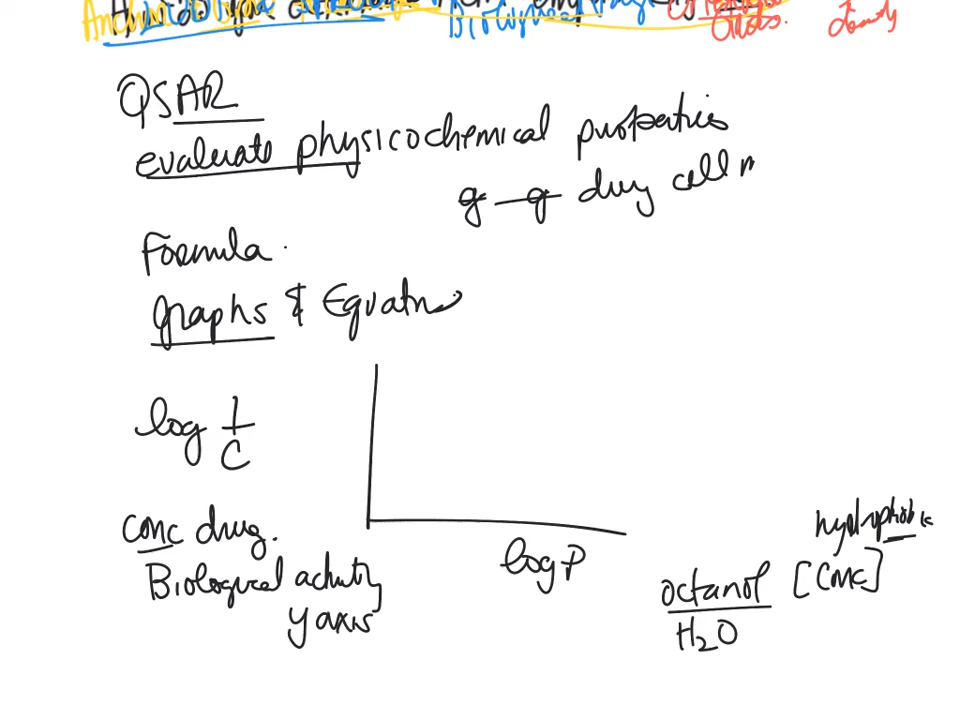 QSAR
evaluate physicochemical properties
drug cell
Formula.
graphs & Equatn
log 1/C
conc drug.
Biological activity
y axis
log P
hydrophobic
octanol [conc]
H₂O